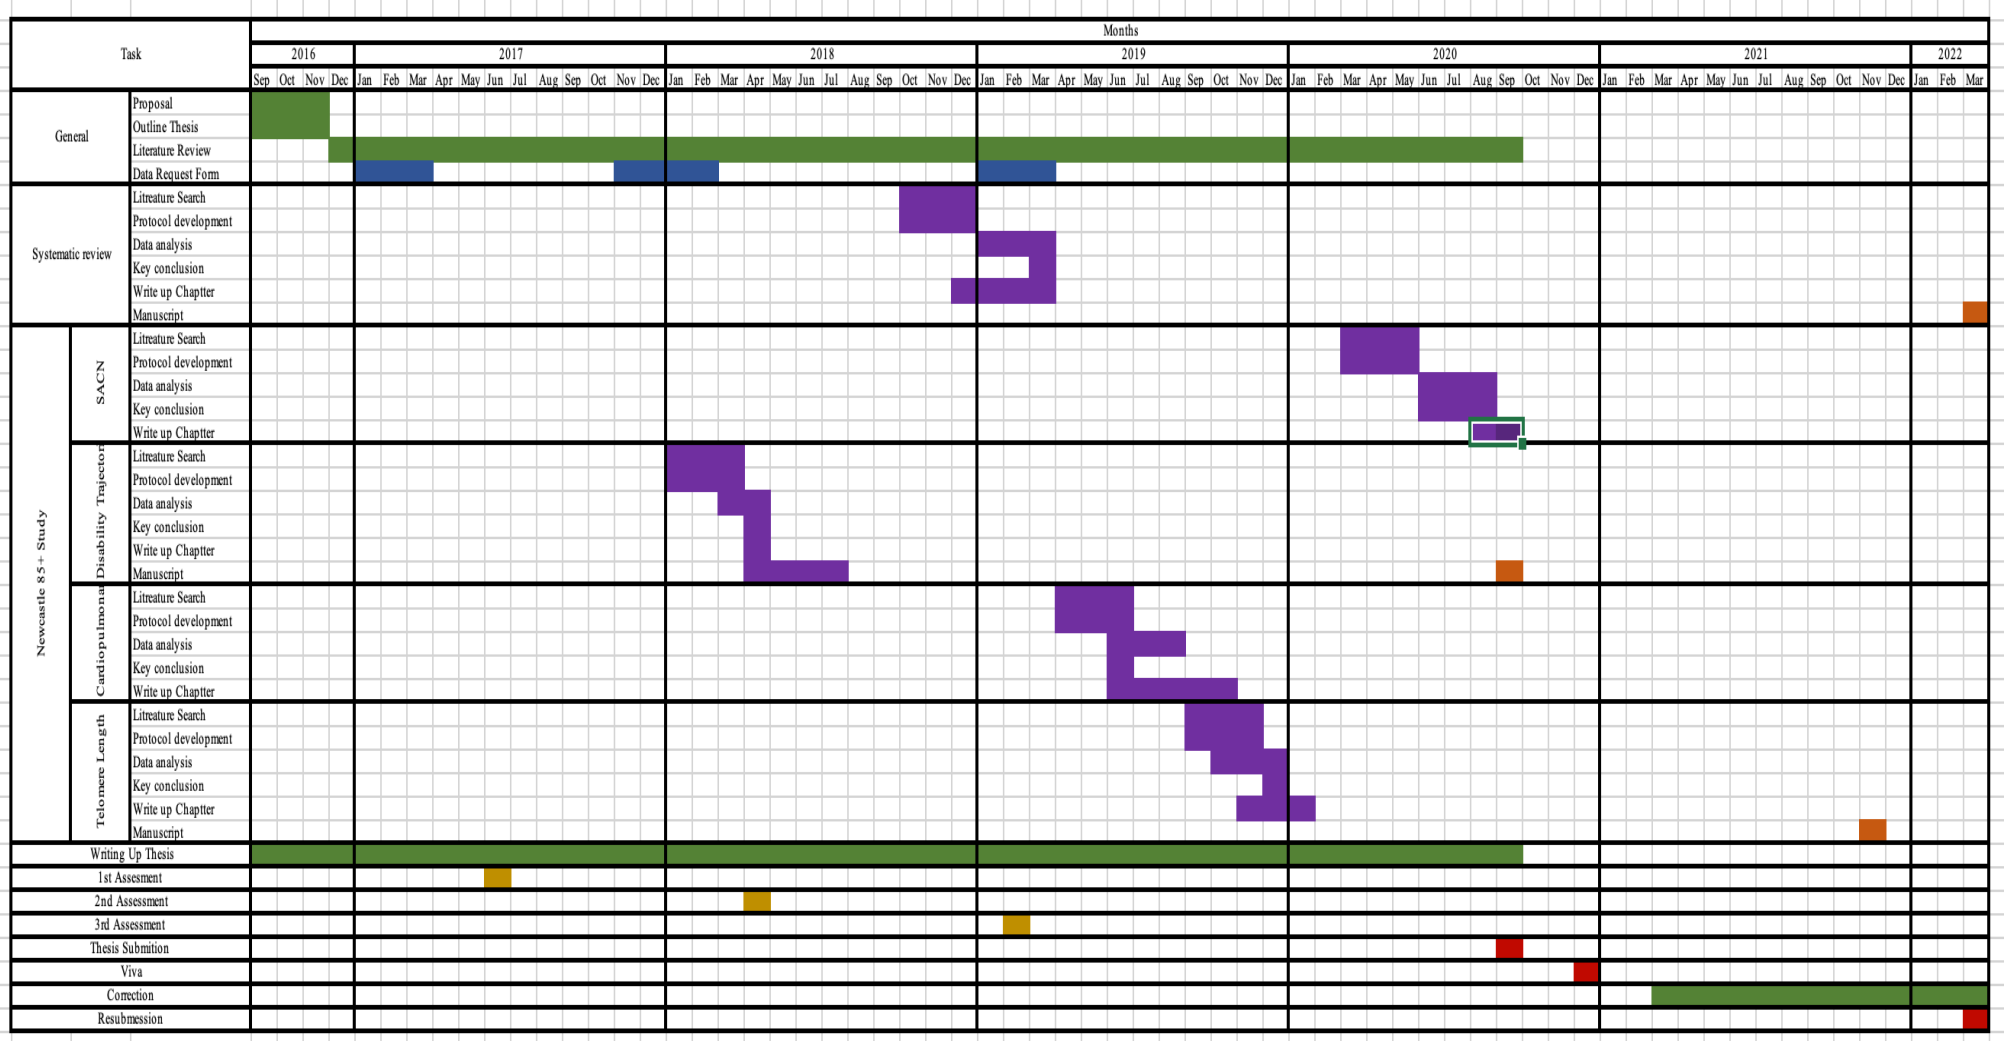 Months
Task
2016 2017 2018 2019 2020 2021 2022
Sep Oct Nov Dec Jan Feb Mar Apr May Jun Jul Aug Sep Oct Nov Dec Jan Feb Mar Apr May Jun Jul Aug Sep Oct Nov Dec Jan Feb Mar Apr May Jun Jul Aug Sep Oct Nov Dec Jan Feb Mar Apr May Jun Jul Aug Sep Oct Nov Dec Jan Feb Mar Apr May Jun Jul Aug Sep Oct Nov Dec Jan Feb Mar
General
Proposal
Outline Thesis
Literature Review
Data Request Form
Systematic review
Litreature Search
Protocol development
Data analysis
Key conclusion
Write up Chaptter
Manuscript
Newcastle 85+ Study
SACN
Litreature Search
Protocol development
Data analysis
Key conclusion
Write up Chaptter
Disability Trajector
Litreature Search
Protocol development
Data analysis
Key conclusion
Write up Chaptter
Manuscript
Cardiopulmonar
Litreature Search
Protocol development
Data analysis
Key conclusion
Write up Chaptter
Telomere Length
Litreature Search
Protocol development
Data analysis
Key conclusion
Write up Chaptter
Manuscript
Writing Up Thesis
1st Assesment
2nd Assessment
3rd Assessment
Thesis Submition
Viva
Correction
Resubmession